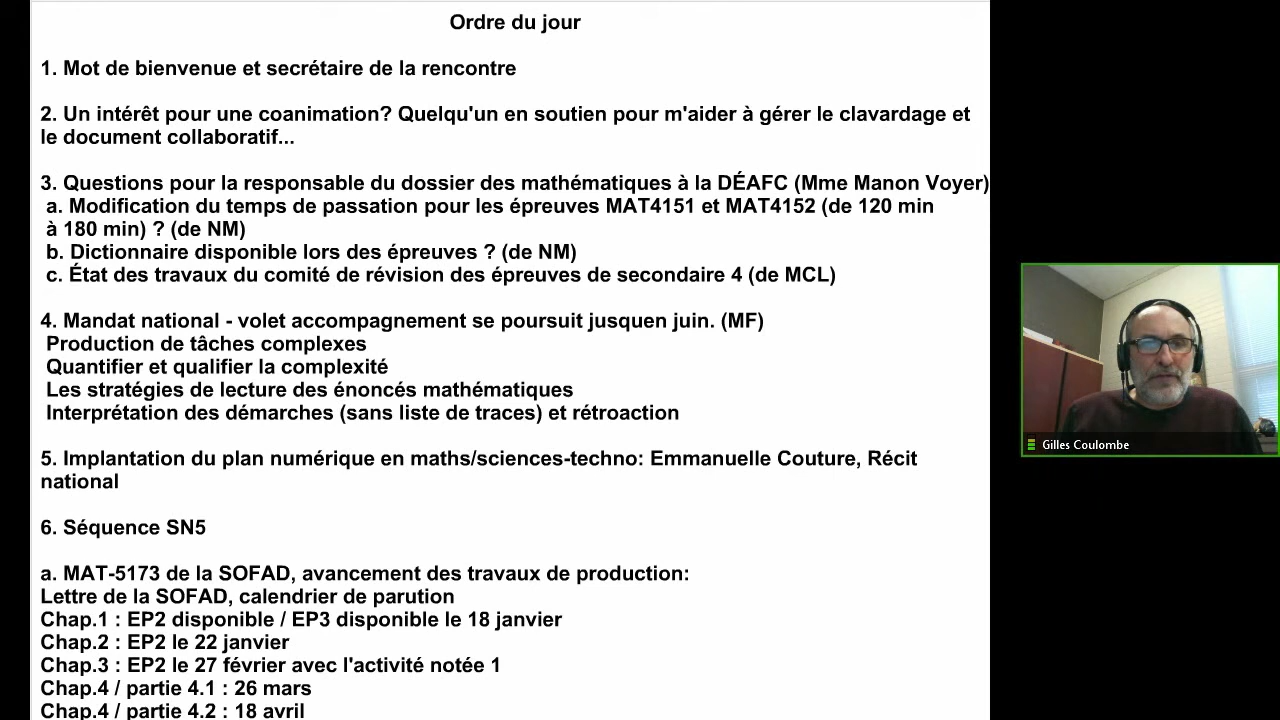 Ordre du jour
1. Mot de bienvenue et secrétaire de la rencontre
2. Un intérêt pour une coanimation? Quelqu'un en soutien pour m'aider à gérer le clavardage et
le document collaboratif...
3. Questions pour la responsable du dossier des mathématiques à la DÉAFC (Mme Manon Voyer)
a. Modification du temps de passation pour les épreuves MAT4151 et MAT4152 (de 120 min
à 180 min) ? (de NM)
b. Dictionnaire disponible lors des épreuves ? (de NM)
c. État des travaux du comité de révision des épreuves de secondaire 4 (de MCL)
4. Mandat national - volet accompagnement se poursuit jusquen juin. (MF)
Production de tâches complexes
Quantifier et qualifier la complexité
Les stratégies de lecture des énoncés mathématiques
Interprétation des démarches (sans liste de traces) et rétroaction
5. Implantation du plan numérique en maths/sciences-techno: Emmanuelle Couture, Récit
national
6. Séquence SN5
a. MAT-5173 de la SOFAD, avancement des travaux de production:
Lettre de la SOFAD, calendrier de parution
Chap.1 : EP2 disponible / EP3 disponible le 18 janvier
Chap.2 : EP2 le 22 janvier
Chap.3 : EP2 le 27 février avec l'activité notée 1
Chap.4 / partie 4.1 : 26 mars
Chap.4 / partie 4.2 : 18 avril
Gilles Coulombe